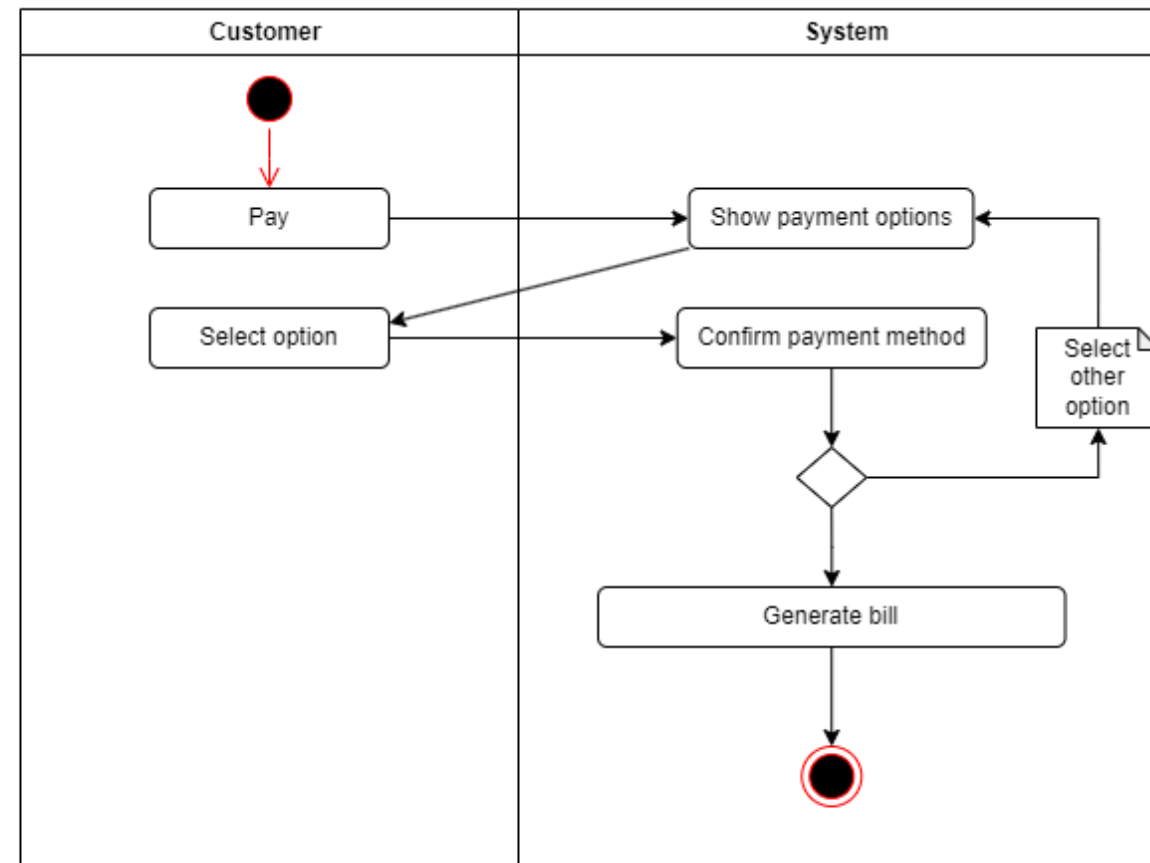 Customer
System
Pay
Show payment options
Select option
Confirm payment method
Select
other
option
Generate bill